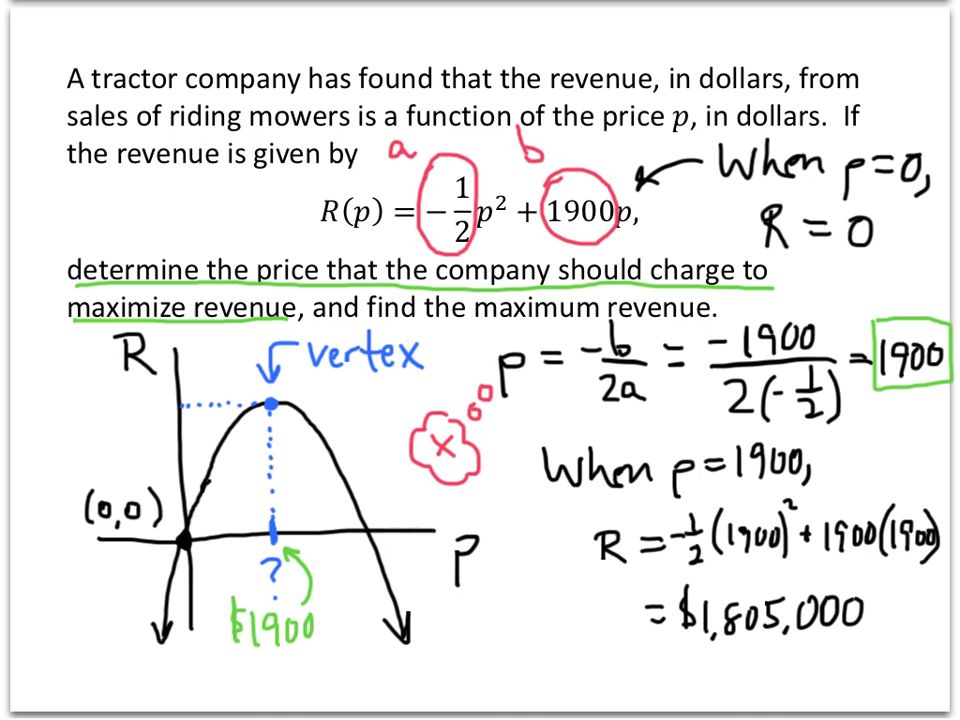 A tractor company has found that the revenue, in dollars, from
sales of riding mowers is a function of the price p, in dollars. If
the revenue is given by
a
b
When p=0,
R(p) = −1/2p² + 1900p,
R = 0
determine the price that the company should charge to
maximize revenue, and find the maximum revenue.
R
vertex
p = -b/2a = -1900/2(-1/2) = 1900
x
When p=1900,
(0,0)
R = -1/2(1900)² + 1900(1900)
p
?
$1900
= $1,805,000